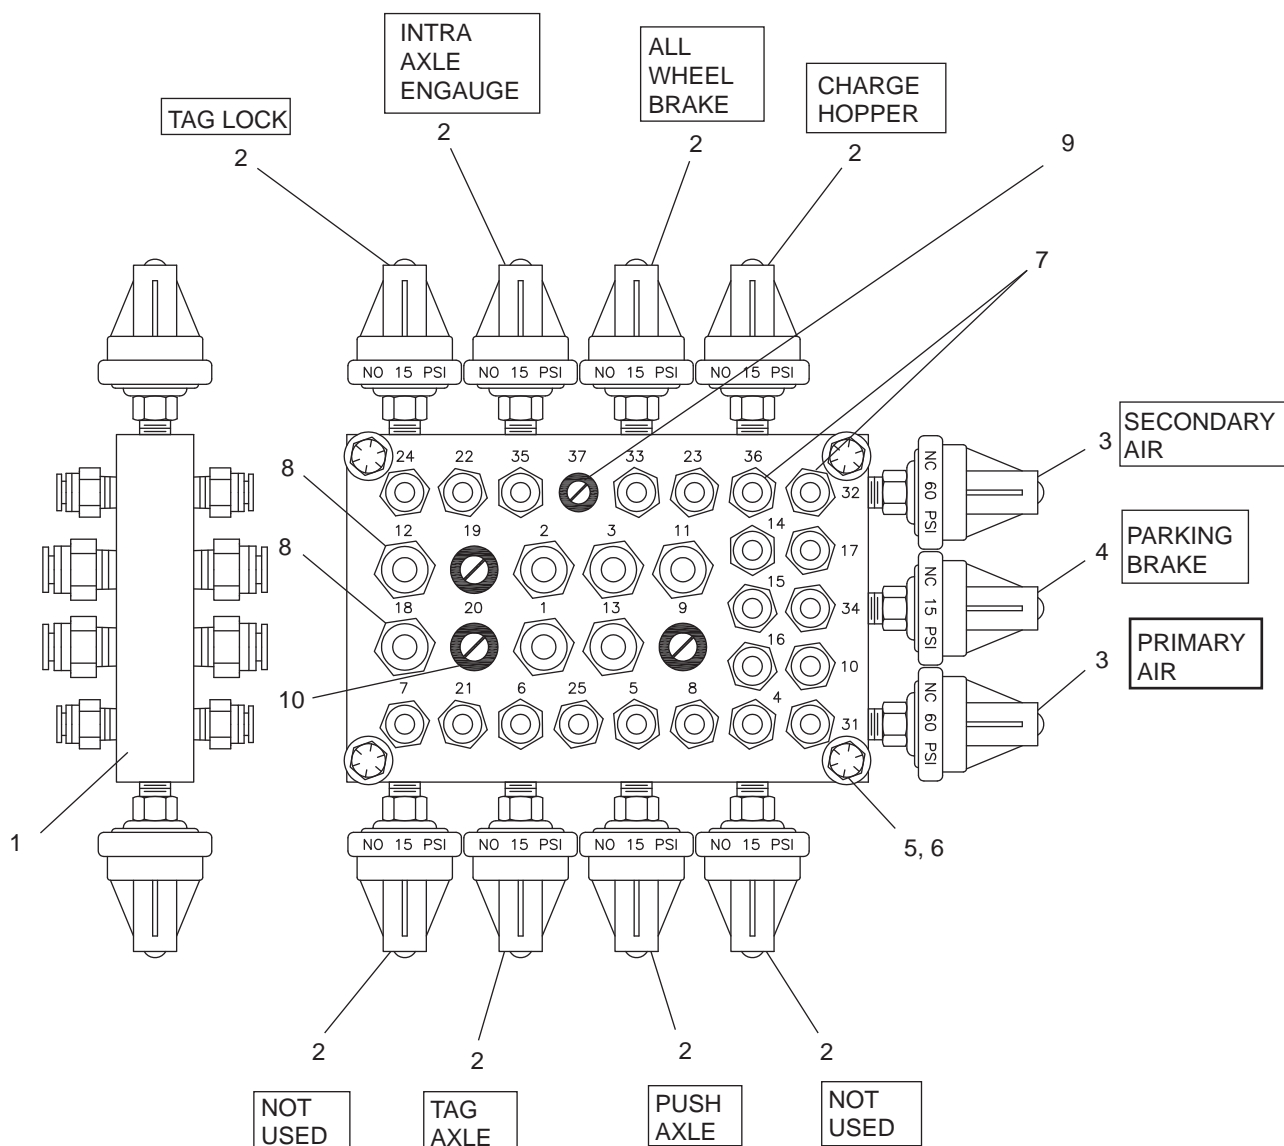 INTRA
AXLE
ENGAUGE
ALL
WHEEL
BRAKE
CHARGE
HOPPER
TAG LOCK
2
2
2
2
9
7
NO 15 PSI
NO 15 PSI
NO 15 PSI
NO 15 PSI
SECONDARY
AIR
3
24 22 35 37 33 23 36
32
NC 60 PSI
8
12 19 2 3 11 14
17
8
PARKING
BRAKE
4
NC 15 PSI
15
34
18 20 1 13 9
16
10
PRIMARY
AIR
3
NC 60 PSI
10
7 21 6 25 5 8 4
31
1
5, 6
NO 15 PSI
NO 15 PSI
NO 15 PSI
NO 15 PSI
2
2
2
2
NOT
USED
TAG
AXLE
PUSH
AXLE
NOT
USED